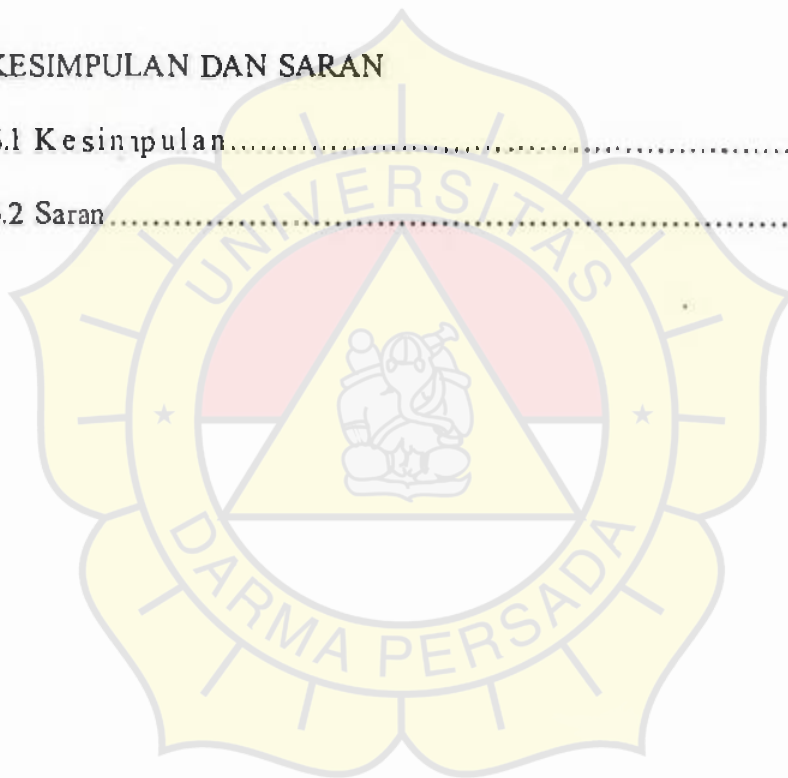 KESIMPULAN DAN SARAN
.1 Kesimpulan
.2 Saran
UNIVERSITAS
DARMA PERSADA